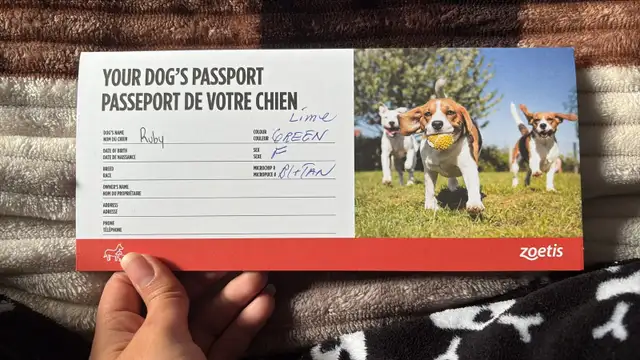 YOUR DOG'S PASSPORT
PASSEPORT DE VOTRE CHIEN
DOG'S NAME
NOM DU CHIEN
Ruby
COLOUR
COULEUR
Lime
GREEN
DATE OF BIRTH
DATE DE NAISSANCE
SEX
SEXE
F
BREED
RACE
MICROCHIP #
MICROPUCE #
Bl+TAN
OWNER'S NAME
NOM DU PROPRIÉTAIRE
ADDRESS
ADRESSE
PHONE
TÉLÉPHONE
zoetis